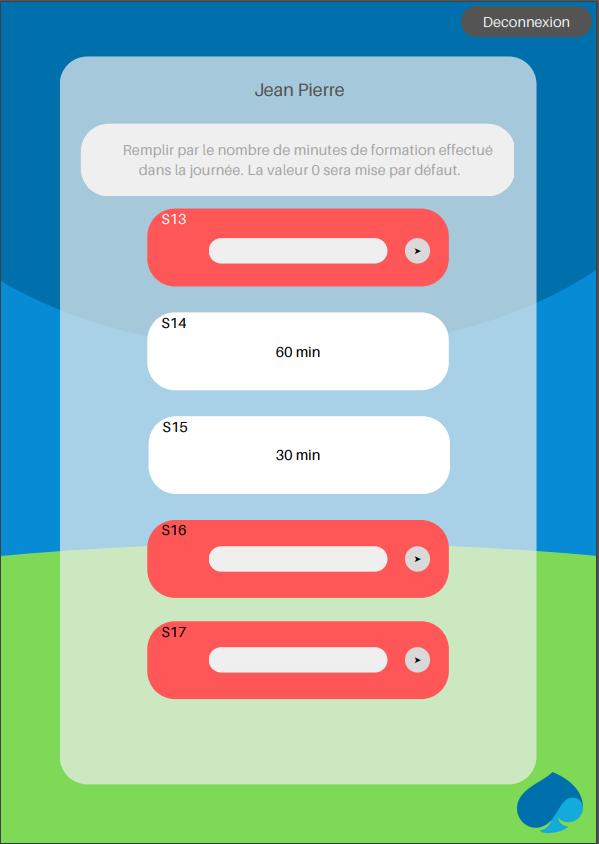 Deconnexion
Jean Pierre
Remplir par le nombre de minutes de formation effectué
dans la journée. La valeur 0 sera mise par défaut.
S13
S14
60 min
S15
30 min
S16
S17